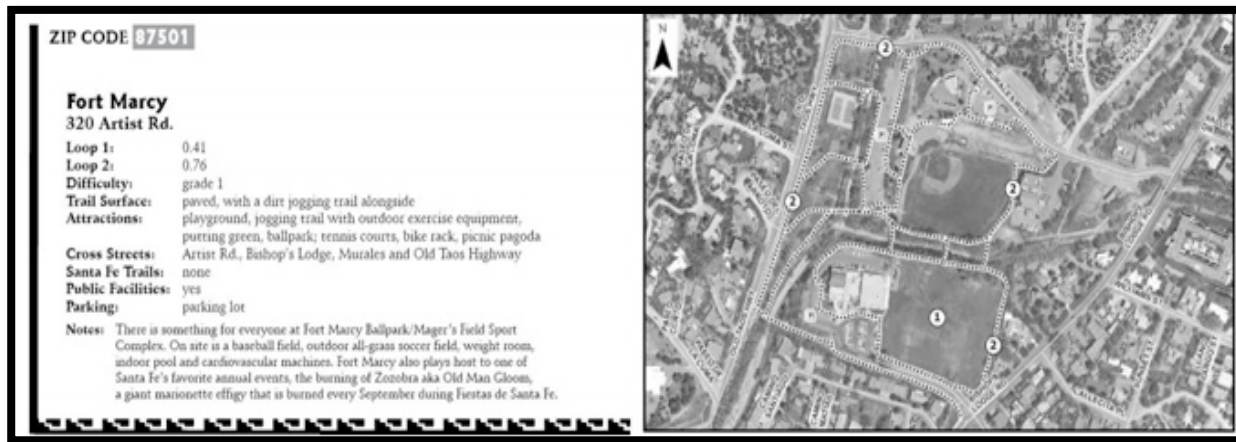 ZIP CODE 87501
Fort Marcy
320 Artist Rd.
Loop 1: 0.41
Loop 2: 0.76
Difficulty: grade 1
Trail Surface: paved, with a dirt jogging trail alongside
Attractions: playground, jogging trail with outdoor exercise equipment,
putting green, ballpark; tennis courts, bike rack, picnic pagoda
Cross Streets: Artist Rd., Bishop's Lodge, Murales and Old Taos Highway
Santa Fe Trails: none
Public Facilities: yes
Parking: parking lot
Notes: There is something for everyone at Fort Marcy Ballpark/Mager's Field Sport
Complex. On site is a baseball field, outdoor all-grass soccer field, weight room,
indoor pool and cardiovascular machines. Fort Marcy also plays host to one of
Santa Fe's favorite annual events, the burning of Zozobra aka Old Man Gloom,
a giant marionette effigy that is burned every September during Fiestas de Santa Fe.
N
2
P
P
2
2
1
P
2